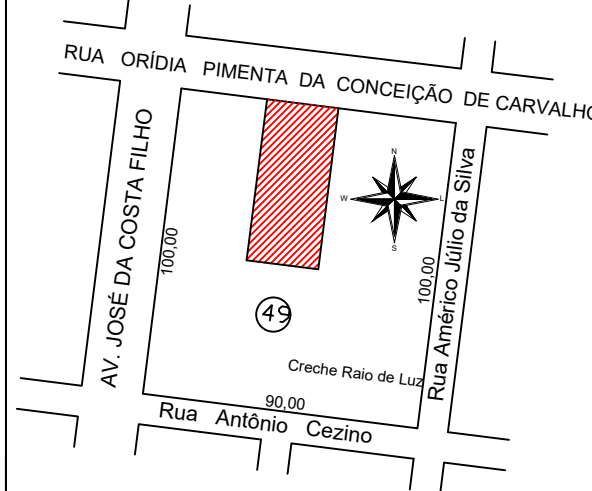 RUA ORÍDIA PIMENTA DA CONCEIÇÃO DE CARVALHO
AV. JOSÉ DA COSTA FILHO
100,00
N
W
L
S
100,00
Rua Américo Júlio da Silva
49
Creche Raio de Luz
90,00
Rua Antônio Cezino